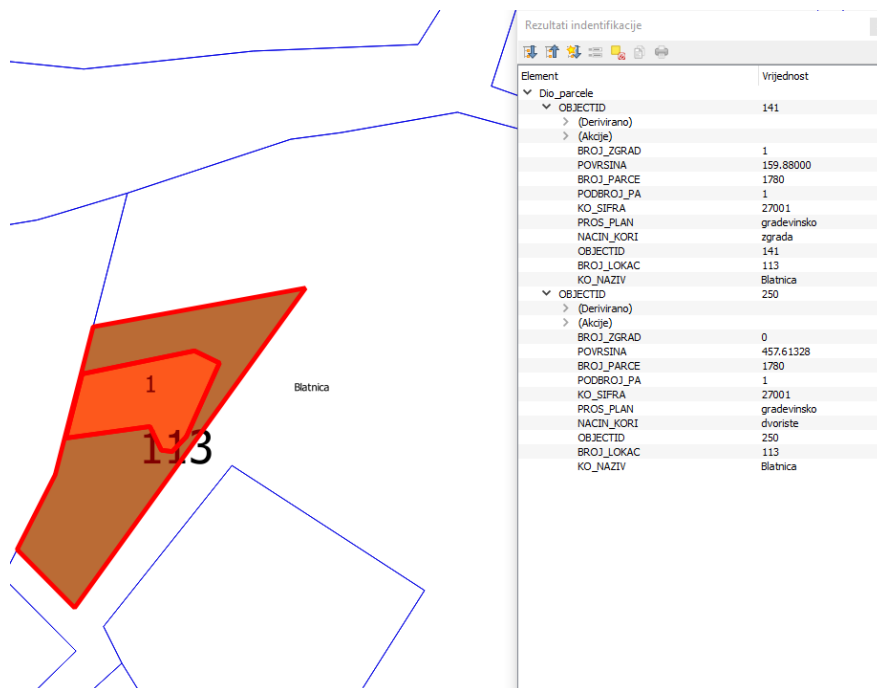 Rezultati indentifikacije
Element Vrijednost
Dio_parcele
OBJECTID 141
(Derivirano)
(Akcije)
BROJ_ZGRAD 1
POVRSINA 159.88000
BROJ_PARCE 1780
PODBROJ_PA 1
KO_SIFRA 27001
PROS_PLAN gradevinsko
NACIN_KORI zgrada
OBJECTID 141
BROJ_LOKAC 113
KO_NAZIV Blatnica
OBJECTID 250
(Derivirano)
(Akcije)
BROJ_ZGRAD 0
POVRSINA 457.61328
BROJ_PARCE 1780
PODBROJ_PA 1
KO_SIFRA 27001
PROS_PLAN gradevinsko
NACIN_KORI dvoriste
OBJECTID 250
BROJ_LOKAC 113
KO_NAZIV Blatnica
1
Blatnica
113